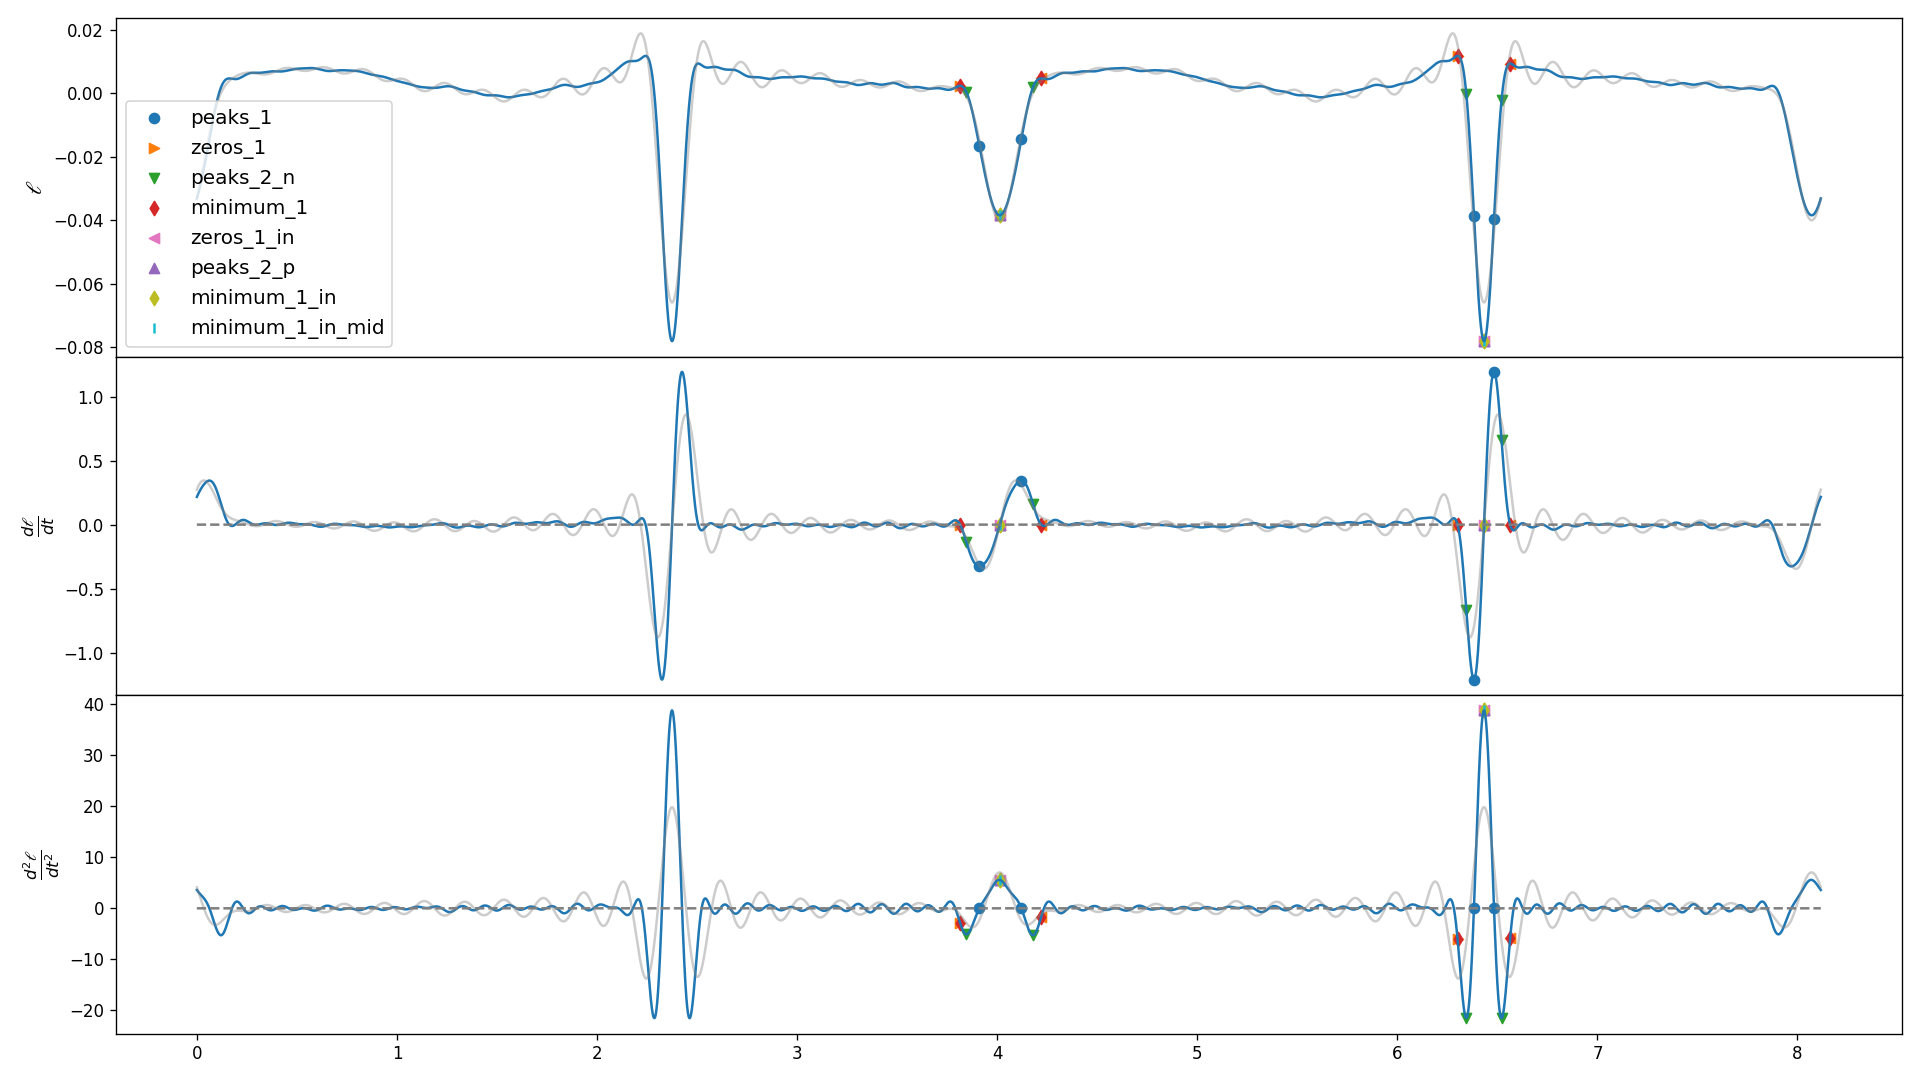 0.02
0.00
−0.02
−0.04
−0.06
−0.08
ℓ
peaks_1
zeros_1
peaks_2_n
minimum_1
zeros_1_in
peaks_2_p
minimum_1_in
minimum_1_in_mid
1.0
0.5
0.0
−0.5
−1.0
dℓ
dt
40
30
20
10
0
−10
−20
d²ℓ
dt²
0 1 2 3 4 5 6 7 8